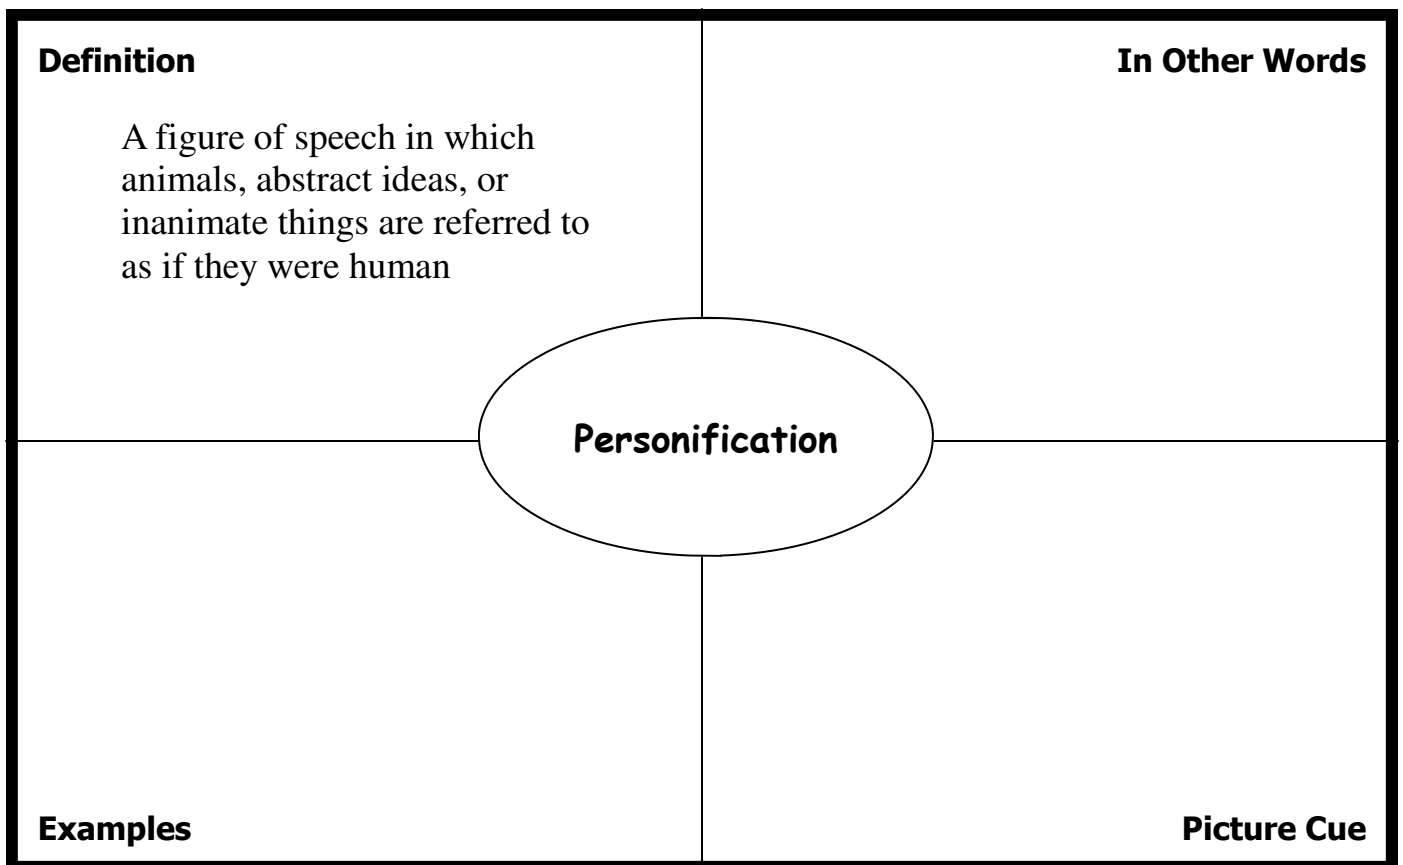 Definition
In Other Words
A figure of speech in which
animals, abstract ideas, or
inanimate things are referred to
as if they were human
Personification
Examples
Picture Cue